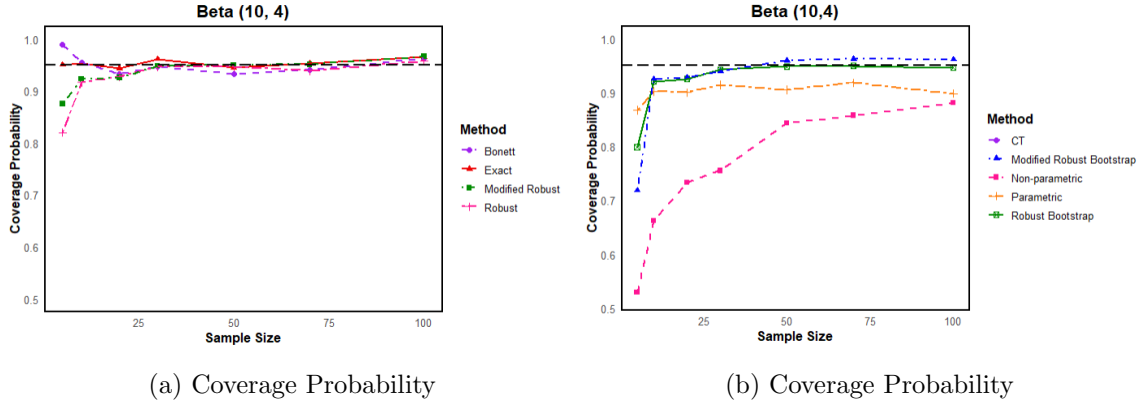 Beta (10, 4)
Coverage Probability
1.0
0.9
0.8
0.7
0.6
0.5
25
50
75
100
Sample Size
Method
Bonett
Exact
Modified Robust
Robust
(a) Coverage Probability
Beta (10,4)
Coverage Probability
1.0
0.9
0.8
0.7
0.6
0.5
25
50
75
100
Sample Size
Method
CT
Modified Robust Bootstrap
Non-parametric
Parametric
Robust Bootstrap
(b) Coverage Probability